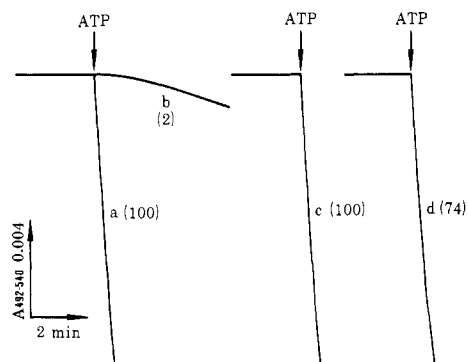 ATP ATP ATP
b
(2)
a (100) c (100) d (74)
A492-540 0.004
2 min